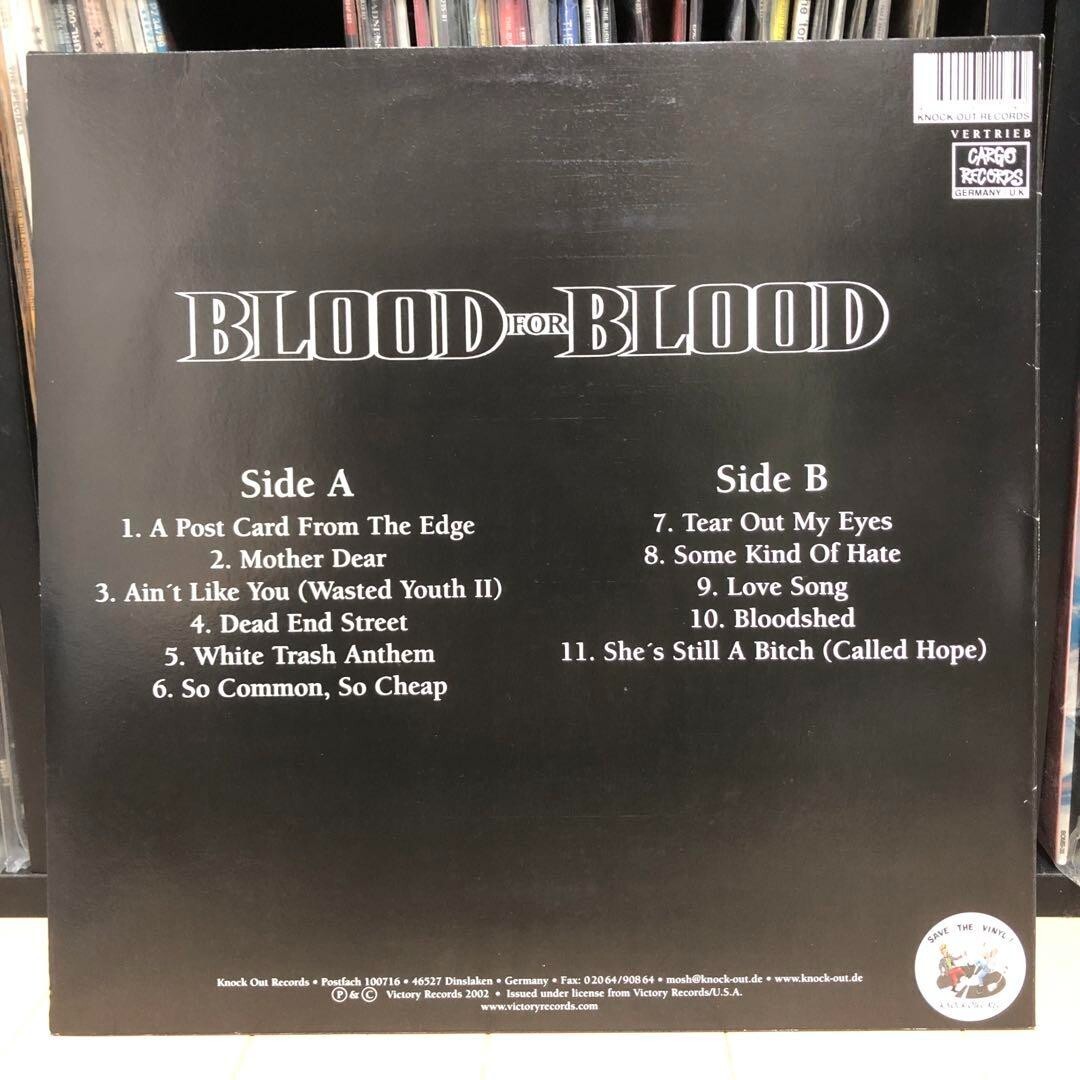 KNOCK-OUT RECORDS
VERTRIEB
CARGO
RECORDS
GERMANY U.K
BLOOD FOR BLOOD
Side A
1. A Post Card From The Edge
2. Mother Dear
3. Ain´t Like You (Wasted Youth II)
4. Dead End Street
5. White Trash Anthem
6. So Common, So Cheap
Side B
7. Tear Out My Eyes
8. Some Kind Of Hate
9. Love Song
10. Bloodshed
11. She´s Still A Bitch (Called Hope)
SAVE THE VINYL!
Knock Out Records • Postfach 100716 • 46527 Dinslaken • Germany • Fax: 02064/90864 • mosh@knock-out.de • www.knock-out.de
Ⓟ & © Victory Records 2002 • Issued under license from Victory Records/U.S.A.
www.victoryrecords.com